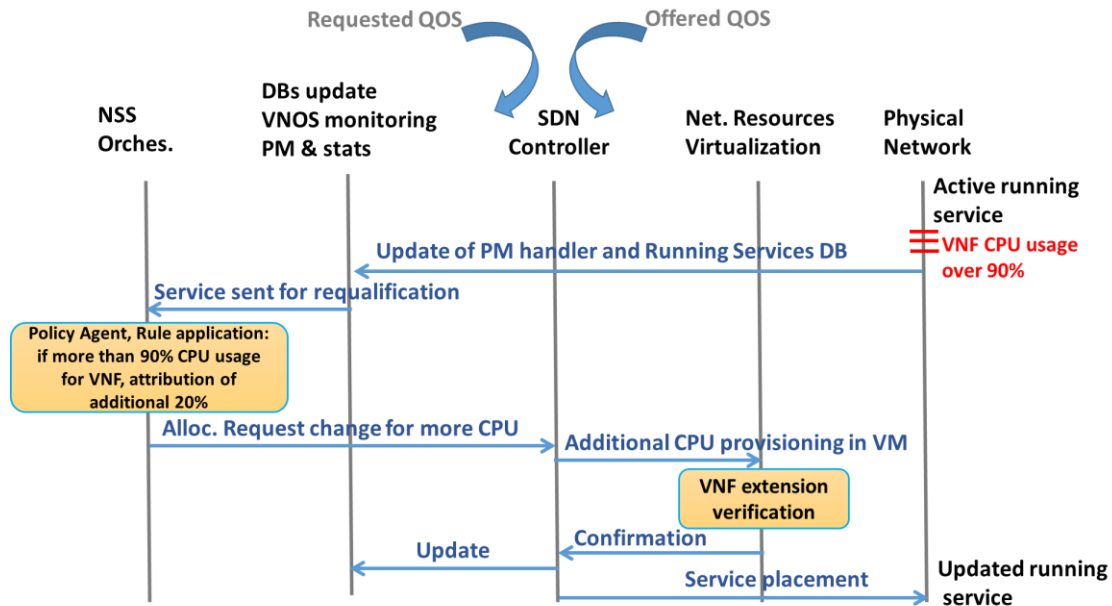 Requested QOS
Offered QOS
NSS
Orches.
DBs update
VNOS monitoring
PM & stats
SDN
Controller
Net. Resources
Virtualization
Physical
Network
Active running
service
VNF CPU usage
over 90%
Update of PM handler and Running Services DB
Service sent for requalification
Policy Agent, Rule application:
if more than 90% CPU usage
for VNF, attribution of
additional 20%
Alloc. Request change for more CPU
Additional CPU provisioning in VM
VNF extension
verification
Confirmation
Update
Service placement
Updated running
service